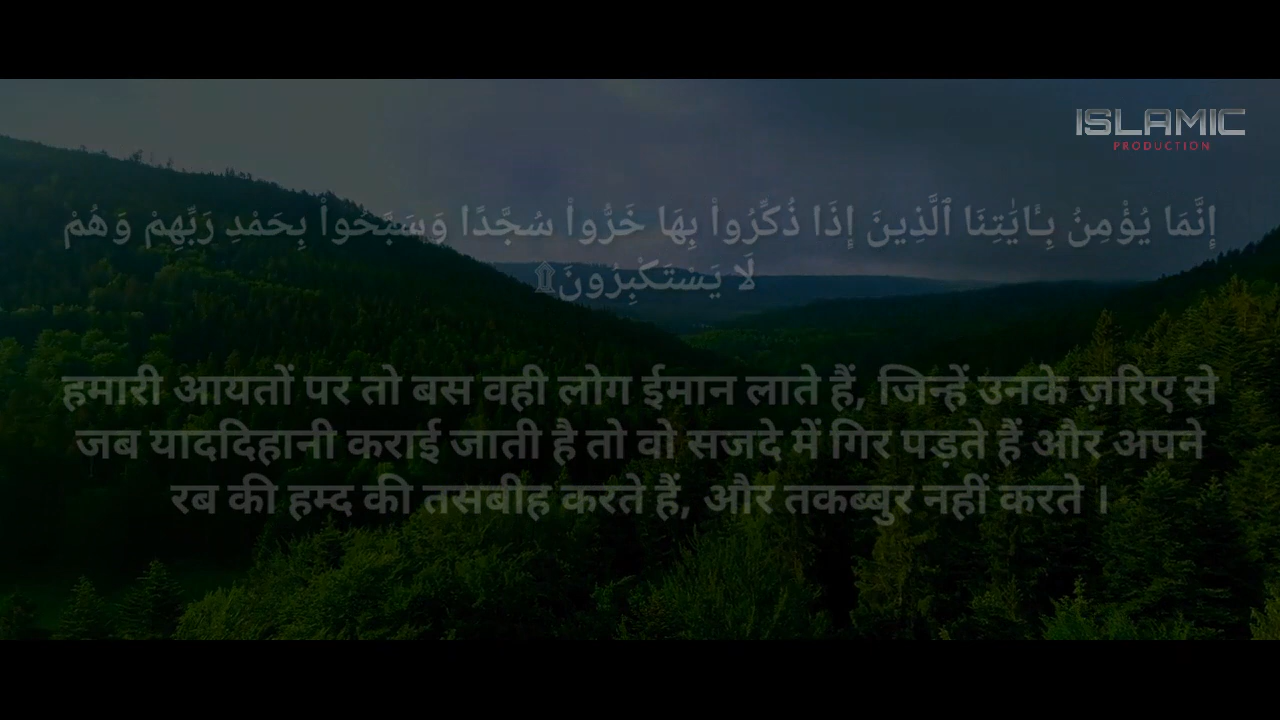 ISLAMIC
PRODUCTION
إِنَّمَا يُؤْمِنُ بِـَٔايَٰتِنَا ٱلَّذِينَ إِذَا ذُكِّرُوا۟ بِهَا خَرُّوا۟ سُجَّدًا وَسَبَّحُوا۟ بِحَمْدِ رَبِّهِمْ وَهُمْ
لَا يَسْتَكْبِرُونَ۩
हमारी आयतों पर तो बस वही लोग ईमान लाते हैं, जिन्हें उनके ज़रिए से
जब याददिहानी कराई जाती है तो वो सजदे में गिर पड़ते हैं और अपने
रब की हम्द की तसबीह करते हैं, और तकब्बुर नहीं करते ।